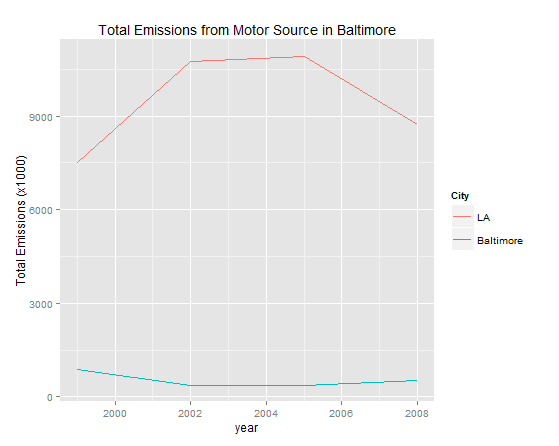 Total Emissions from Motor Source in Baltimore
Total Emissions (x1000)
9000
6000
3000
0
2000
2002
2004
2006
2008
year
City
LA
Baltimore